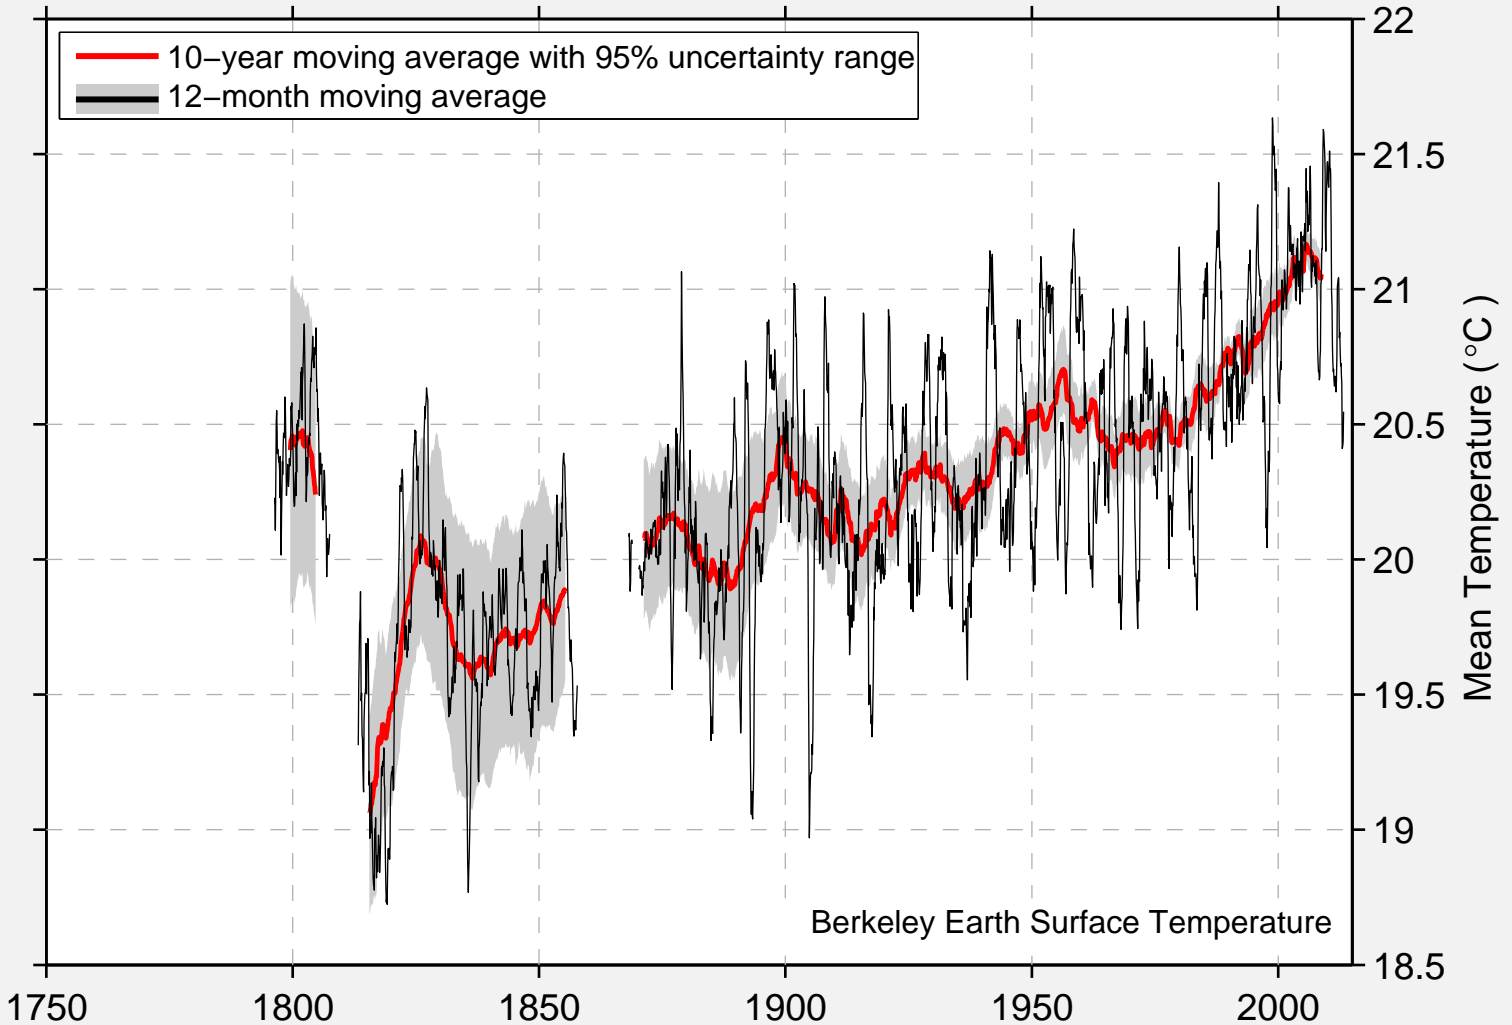 10−year moving average with 95% uncertainty range
12−month moving average
22
21.5
21
20.5
20
19.5
19
18.5
Mean Temperature (°C )
Berkeley Earth Surface Temperature
1750 1800 1850 1900 1950 2000